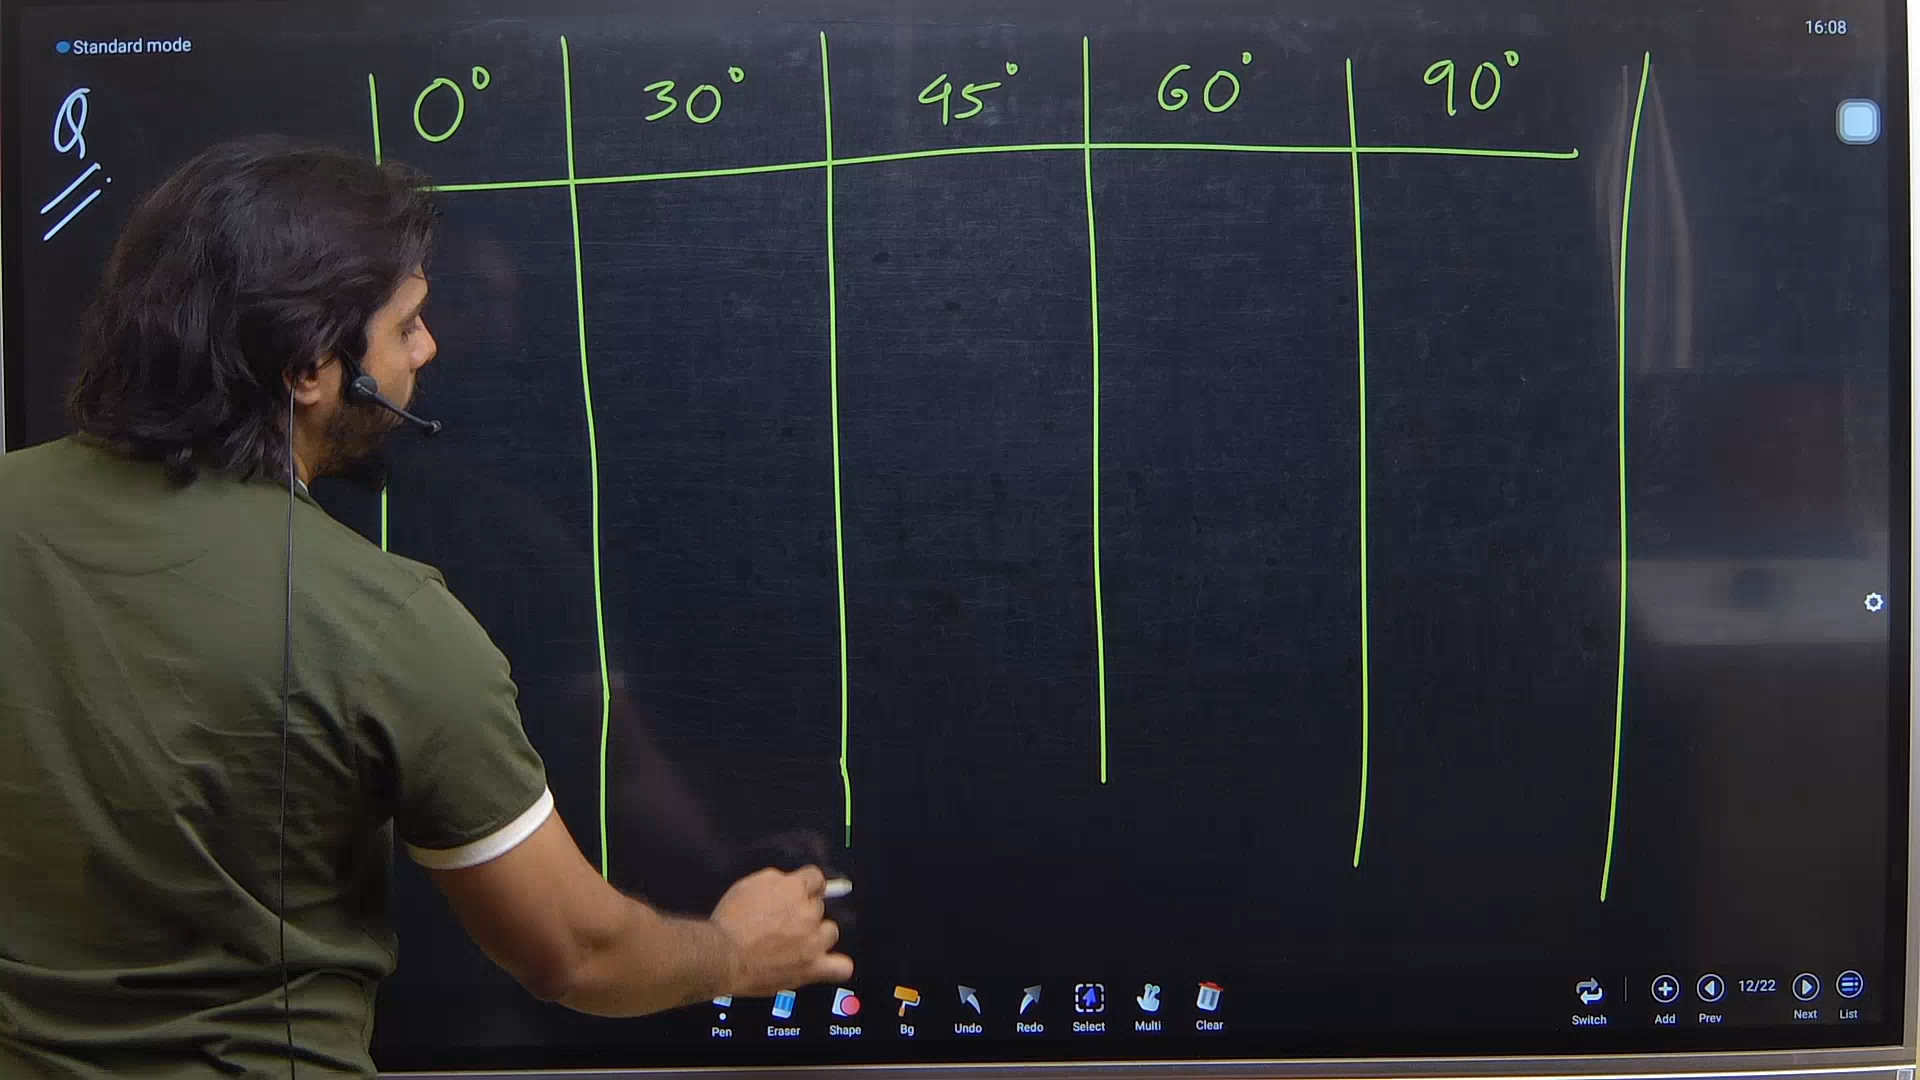 Standard mode
16:08
Q
0° 30° 45° 60° 90°
Pen Eraser Shape Bg Undo Redo Select Multi Clear
Switch Add Prev 12/22 Next List